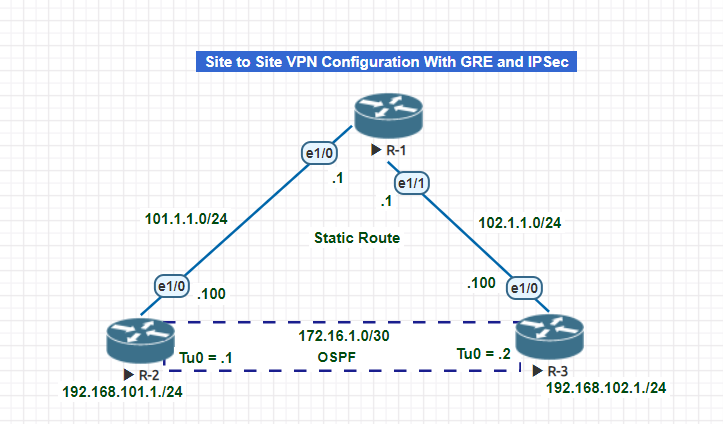 Site to Site VPN Configuration With GRE and IPSec
R-1
e1/0
.1
e1/1
.1
101.1.1.0/24
102.1.1.0/24
Static Route
e1/0
.100
.100
e1/0
172.16.1.0/30
Tu0 = .1
OSPF
Tu0 = .2
R-2
R-3
192.168.101.1./24
192.168.102.1./24